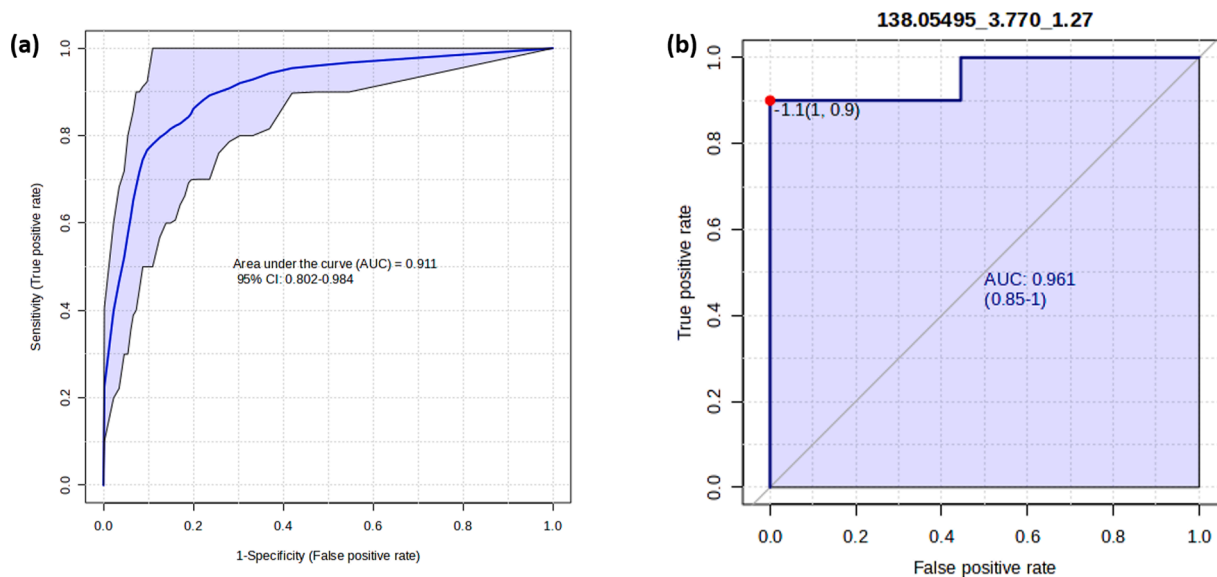 (a)
1.0
0.8
0.6
0.4
0.2
0.0
Sensitivity (True positive rate)
Area under the curve (AUC) = 0.911
95% CI: 0.802-0.984
0.0 0.2 0.4 0.6 0.8 1.0
1-Specificity (False positive rate)
(b)
138.05495_3.770_1.27
1.0
0.8
0.6
0.4
0.2
0.0
True positive rate
-1.1(1, 0.9)
AUC: 0.961
(0.85-1)
0.0 0.2 0.4 0.6 0.8 1.0
False positive rate